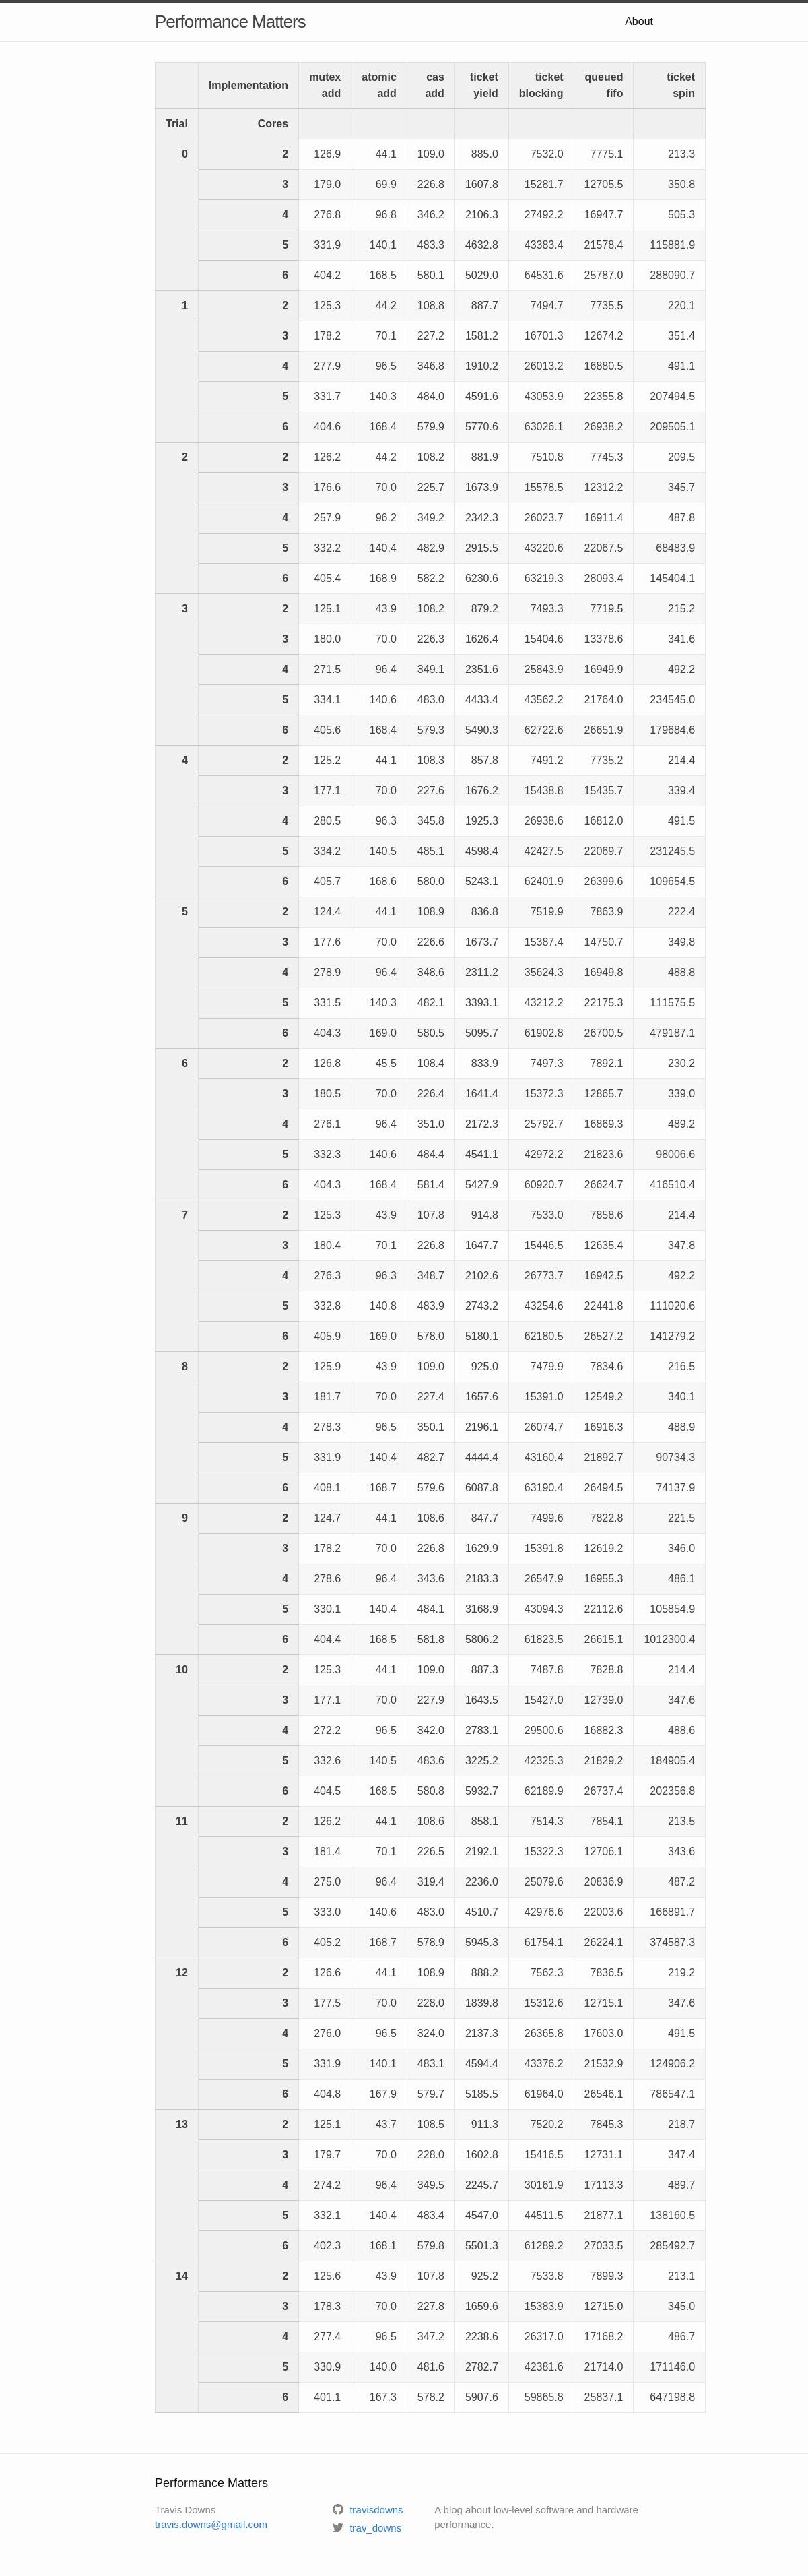 Performance Matters
About
Implementation mutex add atomic add cas add ticket yield ticket blocking queued fifo ticket spin
Trial Cores
0 2 126.9 44.1 109.0 885.0 7532.0 7775.1 213.3
3 179.0 69.9 226.8 1607.8 15281.7 12705.5 350.8
4 276.8 96.8 346.2 2106.3 27492.2 16947.7 505.3
5 331.9 140.1 483.3 4632.8 43383.4 21578.4 115881.9
6 404.2 168.5 580.1 5029.0 64531.6 25787.0 288090.7
1 2 125.3 44.2 108.8 887.7 7494.7 7735.5 220.1
3 178.2 70.1 227.2 1581.2 16701.3 12674.2 351.4
4 277.9 96.5 346.8 1910.2 26013.2 16880.5 491.1
5 331.7 140.3 484.0 4591.6 43053.9 22355.8 207494.5
6 404.6 168.4 579.9 5770.6 63026.1 26938.2 209505.1
2 2 126.2 44.2 108.2 881.9 7510.8 7745.3 209.5
3 176.6 70.0 225.7 1673.9 15578.5 12312.2 345.7
4 257.9 96.2 349.2 2342.3 26023.7 16911.4 487.8
5 332.2 140.4 482.9 2915.5 43220.6 22067.5 68483.9
6 405.4 168.9 582.2 6230.6 63219.3 28093.4 145404.1
3 2 125.1 43.9 108.2 879.2 7493.3 7719.5 215.2
3 180.0 70.0 226.3 1626.4 15404.6 13378.6 341.6
4 271.5 96.4 349.1 2351.6 25843.9 16949.9 492.2
5 334.1 140.6 483.0 4433.4 43562.2 21764.0 234545.0
6 405.6 168.4 579.3 5490.3 62722.6 26651.9 179684.6
4 2 125.2 44.1 108.3 857.8 7491.2 7735.2 214.4
3 177.1 70.0 227.6 1676.2 15438.8 15435.7 339.4
4 280.5 96.3 345.8 1925.3 26938.6 16812.0 491.5
5 334.2 140.5 485.1 4598.4 42427.5 22069.7 231245.5
6 405.7 168.6 580.0 5243.1 62401.9 26399.6 109654.5
5 2 124.4 44.1 108.9 836.8 7519.9 7863.9 222.4
3 177.6 70.0 226.6 1673.7 15387.4 14750.7 349.8
4 278.9 96.4 348.6 2311.2 35624.3 16949.8 488.8
5 331.5 140.3 482.1 3393.1 43212.2 22175.3 111575.5
6 404.3 169.0 580.5 5095.7 61902.8 26700.5 479187.1
6 2 126.8 45.5 108.4 833.9 7497.3 7892.1 230.2
3 180.5 70.0 226.4 1641.4 15372.3 12865.7 339.0
4 276.1 96.4 351.0 2172.3 25792.7 16869.3 489.2
5 332.3 140.6 484.4 4541.1 42972.2 21823.6 98006.6
6 404.3 168.4 581.4 5427.9 60920.7 26624.7 416510.4
7 2 125.3 43.9 107.8 914.8 7533.0 7858.6 214.4
3 180.4 70.1 226.8 1647.7 15446.5 12635.4 347.8
4 276.3 96.3 348.7 2102.6 26773.7 16942.5 492.2
5 332.8 140.8 483.9 2743.2 43254.6 22441.8 111020.6
6 405.9 169.0 578.0 5180.1 62180.5 26527.2 141279.2
8 2 125.9 43.9 109.0 925.0 7479.9 7834.6 216.5
3 181.7 70.0 227.4 1657.6 15391.0 12549.2 340.1
4 278.3 96.5 350.1 2196.1 26074.7 16916.3 488.9
5 331.9 140.4 482.7 4444.4 43160.4 21892.7 90734.3
6 408.1 168.7 579.6 6087.8 63190.4 26494.5 74137.9
9 2 124.7 44.1 108.6 847.7 7499.6 7822.8 221.5
3 178.2 70.0 226.8 1629.9 15391.8 12619.2 346.0
4 278.6 96.4 343.6 2183.3 26547.9 16955.3 486.1
5 330.1 140.4 484.1 3168.9 43094.3 22112.6 105854.9
6 404.4 168.5 581.8 5806.2 61823.5 26615.1 1012300.4
10 2 125.3 44.1 109.0 887.3 7487.8 7828.8 214.4
3 177.1 70.0 227.9 1643.5 15427.0 12739.0 347.6
4 272.2 96.5 342.0 2783.1 29500.6 16882.3 488.6
5 332.6 140.5 483.6 3225.2 42325.3 21829.2 184905.4
6 404.5 168.5 580.8 5932.7 62189.9 26737.4 202356.8
11 2 126.2 44.1 108.6 858.1 7514.3 7854.1 213.5
3 181.4 70.1 226.5 2192.1 15322.3 12706.1 343.6
4 275.0 96.4 319.4 2236.0 25079.6 20836.9 487.2
5 333.0 140.6 483.0 4510.7 42976.6 22003.6 166891.7
6 405.2 168.7 578.9 5945.3 61754.1 26224.1 374587.3
12 2 126.6 44.1 108.9 888.2 7562.3 7836.5 219.2
3 177.5 70.0 228.0 1839.8 15312.6 12715.1 347.6
4 276.0 96.5 324.0 2137.3 26365.8 17603.0 491.5
5 331.9 140.1 483.1 4594.4 43376.2 21532.9 124906.2
6 404.8 167.9 579.7 5185.5 61964.0 26546.1 786547.1
13 2 125.1 43.7 108.5 911.3 7520.2 7845.3 218.7
3 179.7 70.0 228.0 1602.8 15416.5 12731.1 347.4
4 274.2 96.4 349.5 2245.7 30161.9 17113.3 489.7
5 332.1 140.4 483.4 4547.0 44511.5 21877.1 138160.5
6 402.3 168.1 579.8 5501.3 61289.2 27033.5 285492.7
14 2 125.6 43.9 107.8 925.2 7533.8 7899.3 213.1
3 178.3 70.0 227.8 1659.6 15383.9 12715.0 345.0
4 277.4 96.5 347.2 2238.6 26317.0 17168.2 486.7
5 330.9 140.0 481.6 2782.7 42381.6 21714.0 171146.0
6 401.1 167.3 578.2 5907.6 59865.8 25837.1 647198.8
Performance Matters
Travis Downs
travis.downs@gmail.com
travisdowns
trav_downs
A blog about low-level software and hardware
performance.